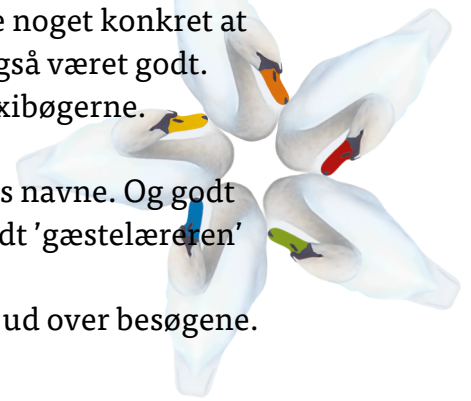 e noget konkret at
gså været godt.
xibøgerne.
s navne. Og godt
dt ’gæstelæreren’
ud over besøgene.